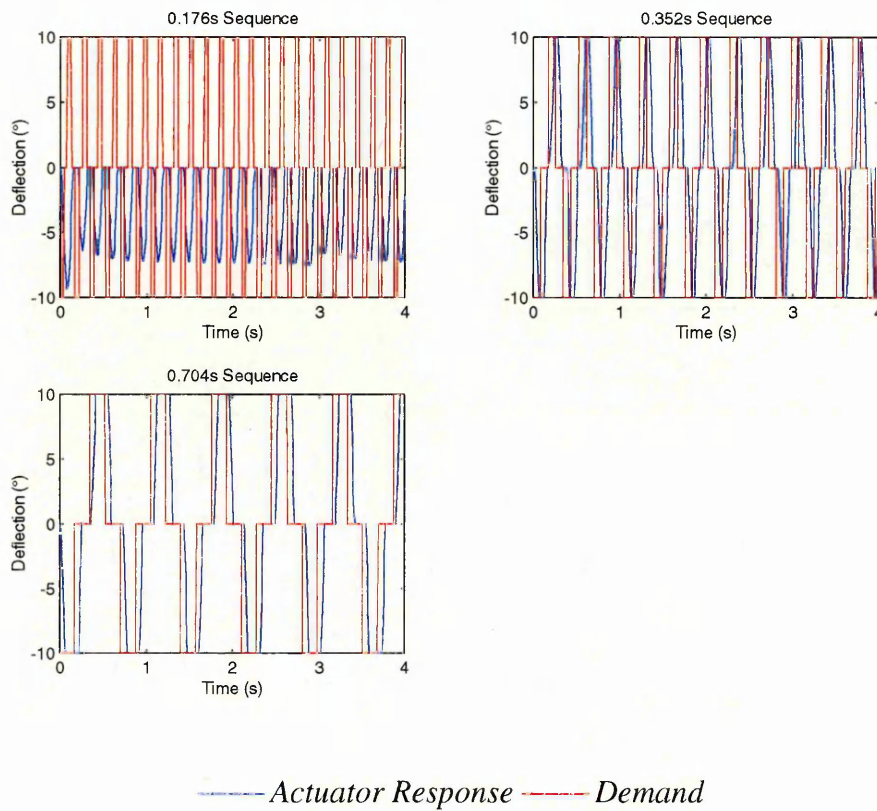 0.176s Sequence
10
5
0
-5
-10
Deflection (°)
0
1
2
3
4
Time (s)
0.352s Sequence
10
5
0
-5
-10
Deflection (°)
0
1
2
3
4
Time (s)
0.704s Sequence
10
5
0
-5
-10
Deflection (°)
0
1
2
3
4
Time (s)
Actuator Response
Demand